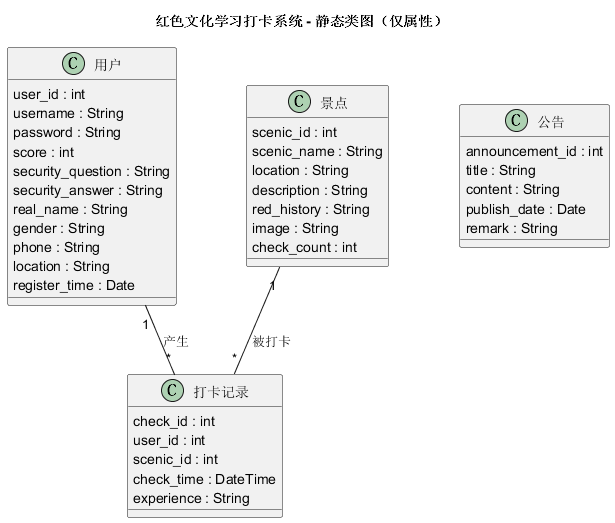 红色文化学习打卡系统 - 静态类图（仅属性）
C 用户
user_id : int
username : String
password : String
score : int
security_question : String
security_answer : String
real_name : String
gender : String
phone : String
location : String
register_time : Date
C 景点
scenic_id : int
scenic_name : String
location : String
description : String
red_history : String
image : String
check_count : int
C 公告
announcement_id : int
title : String
content : String
publish_date : Date
remark : String
1
产生
*
1
被打卡
*
C 打卡记录
check_id : int
user_id : int
scenic_id : int
check_time : DateTime
experience : String